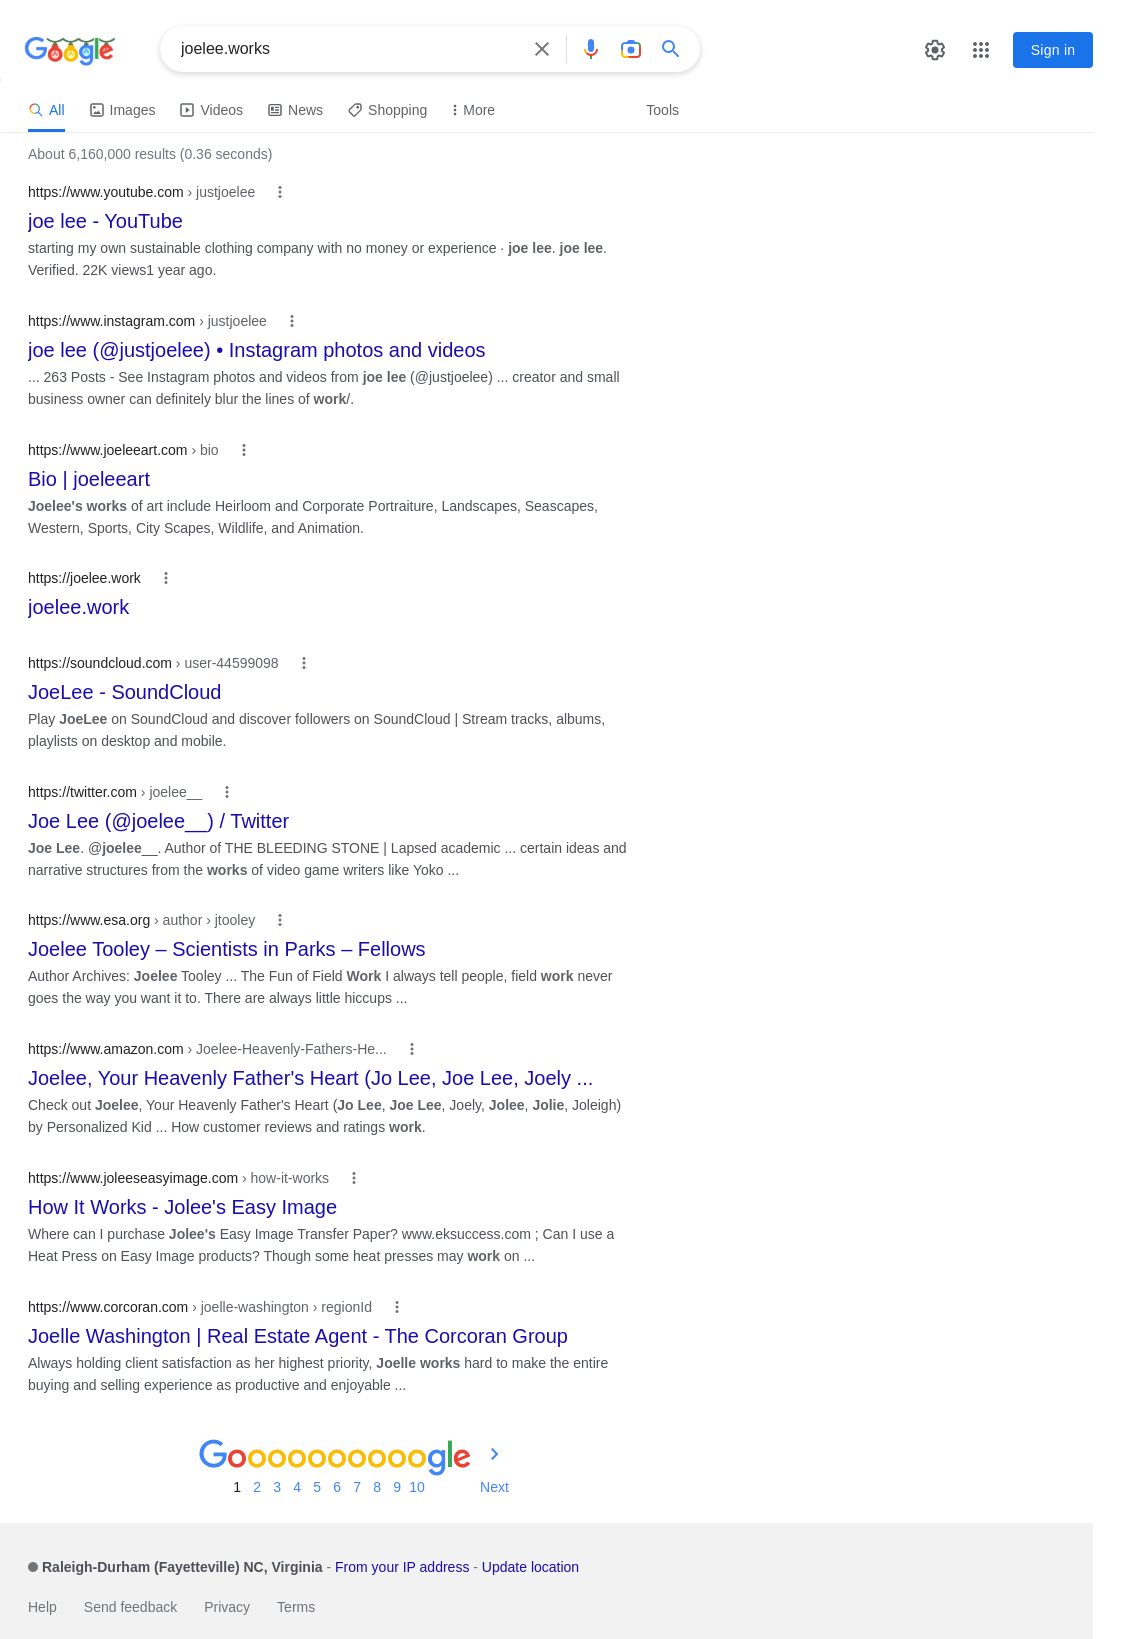 Google
joelee.works
Sign in
All Images Videos News Shopping More Tools
About 6,160,000 results (0.36 seconds)
https://www.youtube.com › justjoelee
joe lee - YouTube
starting my own sustainable clothing company with no money or experience · joe lee. joe lee.
Verified. 22K views1 year ago.
https://www.instagram.com › justjoelee
joe lee (@justjoelee) • Instagram photos and videos
... 263 Posts - See Instagram photos and videos from joe lee (@justjoelee) ... creator and small
business owner can definitely blur the lines of work/.
https://www.joeleeart.com › bio
Bio | joeleeart
Joelee's works of art include Heirloom and Corporate Portraiture, Landscapes, Seascapes,
Western, Sports, City Scapes, Wildlife, and Animation.
https://joelee.work
joelee.work
https://soundcloud.com › user-44599098
JoeLee - SoundCloud
Play JoeLee on SoundCloud and discover followers on SoundCloud | Stream tracks, albums,
playlists on desktop and mobile.
https://twitter.com › joelee__
Joe Lee (@joelee__) / Twitter
Joe Lee. @joelee__. Author of THE BLEEDING STONE | Lapsed academic ... certain ideas and
narrative structures from the works of video game writers like Yoko ...
https://www.esa.org › author › jtooley
Joelee Tooley – Scientists in Parks – Fellows
Author Archives: Joelee Tooley ... The Fun of Field Work I always tell people, field work never
goes the way you want it to. There are always little hiccups ...
https://www.amazon.com › Joelee-Heavenly-Fathers-He...
Joelee, Your Heavenly Father's Heart (Jo Lee, Joe Lee, Joely ...
Check out Joelee, Your Heavenly Father's Heart (Jo Lee, Joe Lee, Joely, Jolee, Jolie, Joleigh)
by Personalized Kid ... How customer reviews and ratings work.
https://www.joleeseasyimage.com › how-it-works
How It Works - Jolee's Easy Image
Where can I purchase Jolee's Easy Image Transfer Paper? www.eksuccess.com ; Can I use a
Heat Press on Easy Image products? Though some heat presses may work on ...
https://www.corcoran.com › joelle-washington › regionId
Joelle Washington | Real Estate Agent - The Corcoran Group
Always holding client satisfaction as her highest priority, Joelle works hard to make the entire
buying and selling experience as productive and enjoyable ...
Goooooooooogle
1 2 3 4 5 6 7 8 9 10 Next
Raleigh-Durham (Fayetteville) NC, Virginia - From your IP address - Update location
Help Send feedback Privacy Terms